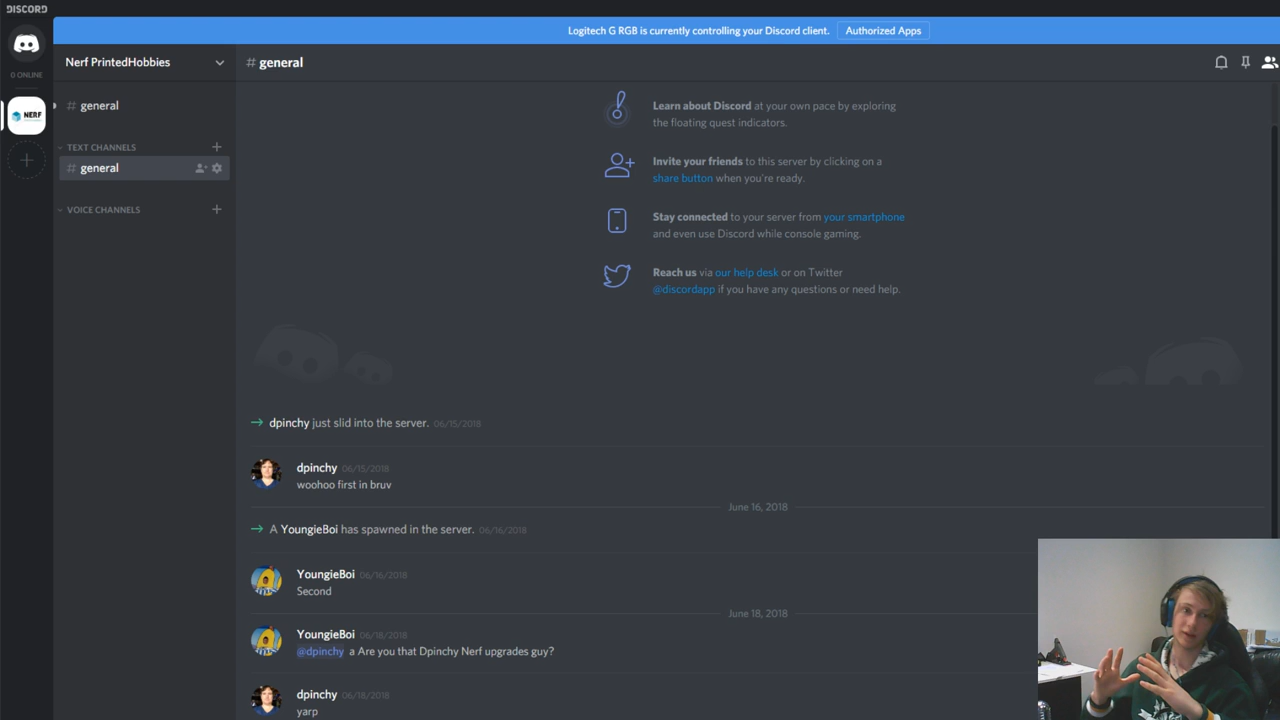 DISCORD
Logitech G RGB is currently controlling your Discord client. Authorized Apps
0 ONLINE
NERF
Nerf PrintedHobbies
# general
# general
TEXT CHANNELS
# general
VOICE CHANNELS
Learn about Discord at your own pace by exploring
the floating quest indicators.
Invite your friends to this server by clicking on a
share button when you're ready.
Stay connected to your server from your smartphone
and even use Discord while console gaming.
Reach us via our help desk or on Twitter
@discordapp if you have any questions or need help.
dpinchy just slid into the server. 06/15/2018
dpinchy 06/15/2018
woohoo first in bruv
June 16, 2018
A YoungieBoi has spawned in the server. 06/16/2018
YoungieBoi 06/16/2018
Second
June 18, 2018
YoungieBoi 06/18/2018
@dpinchy a Are you that Dpinchy Nerf upgrades guy?
dpinchy 06/18/2018
yarp